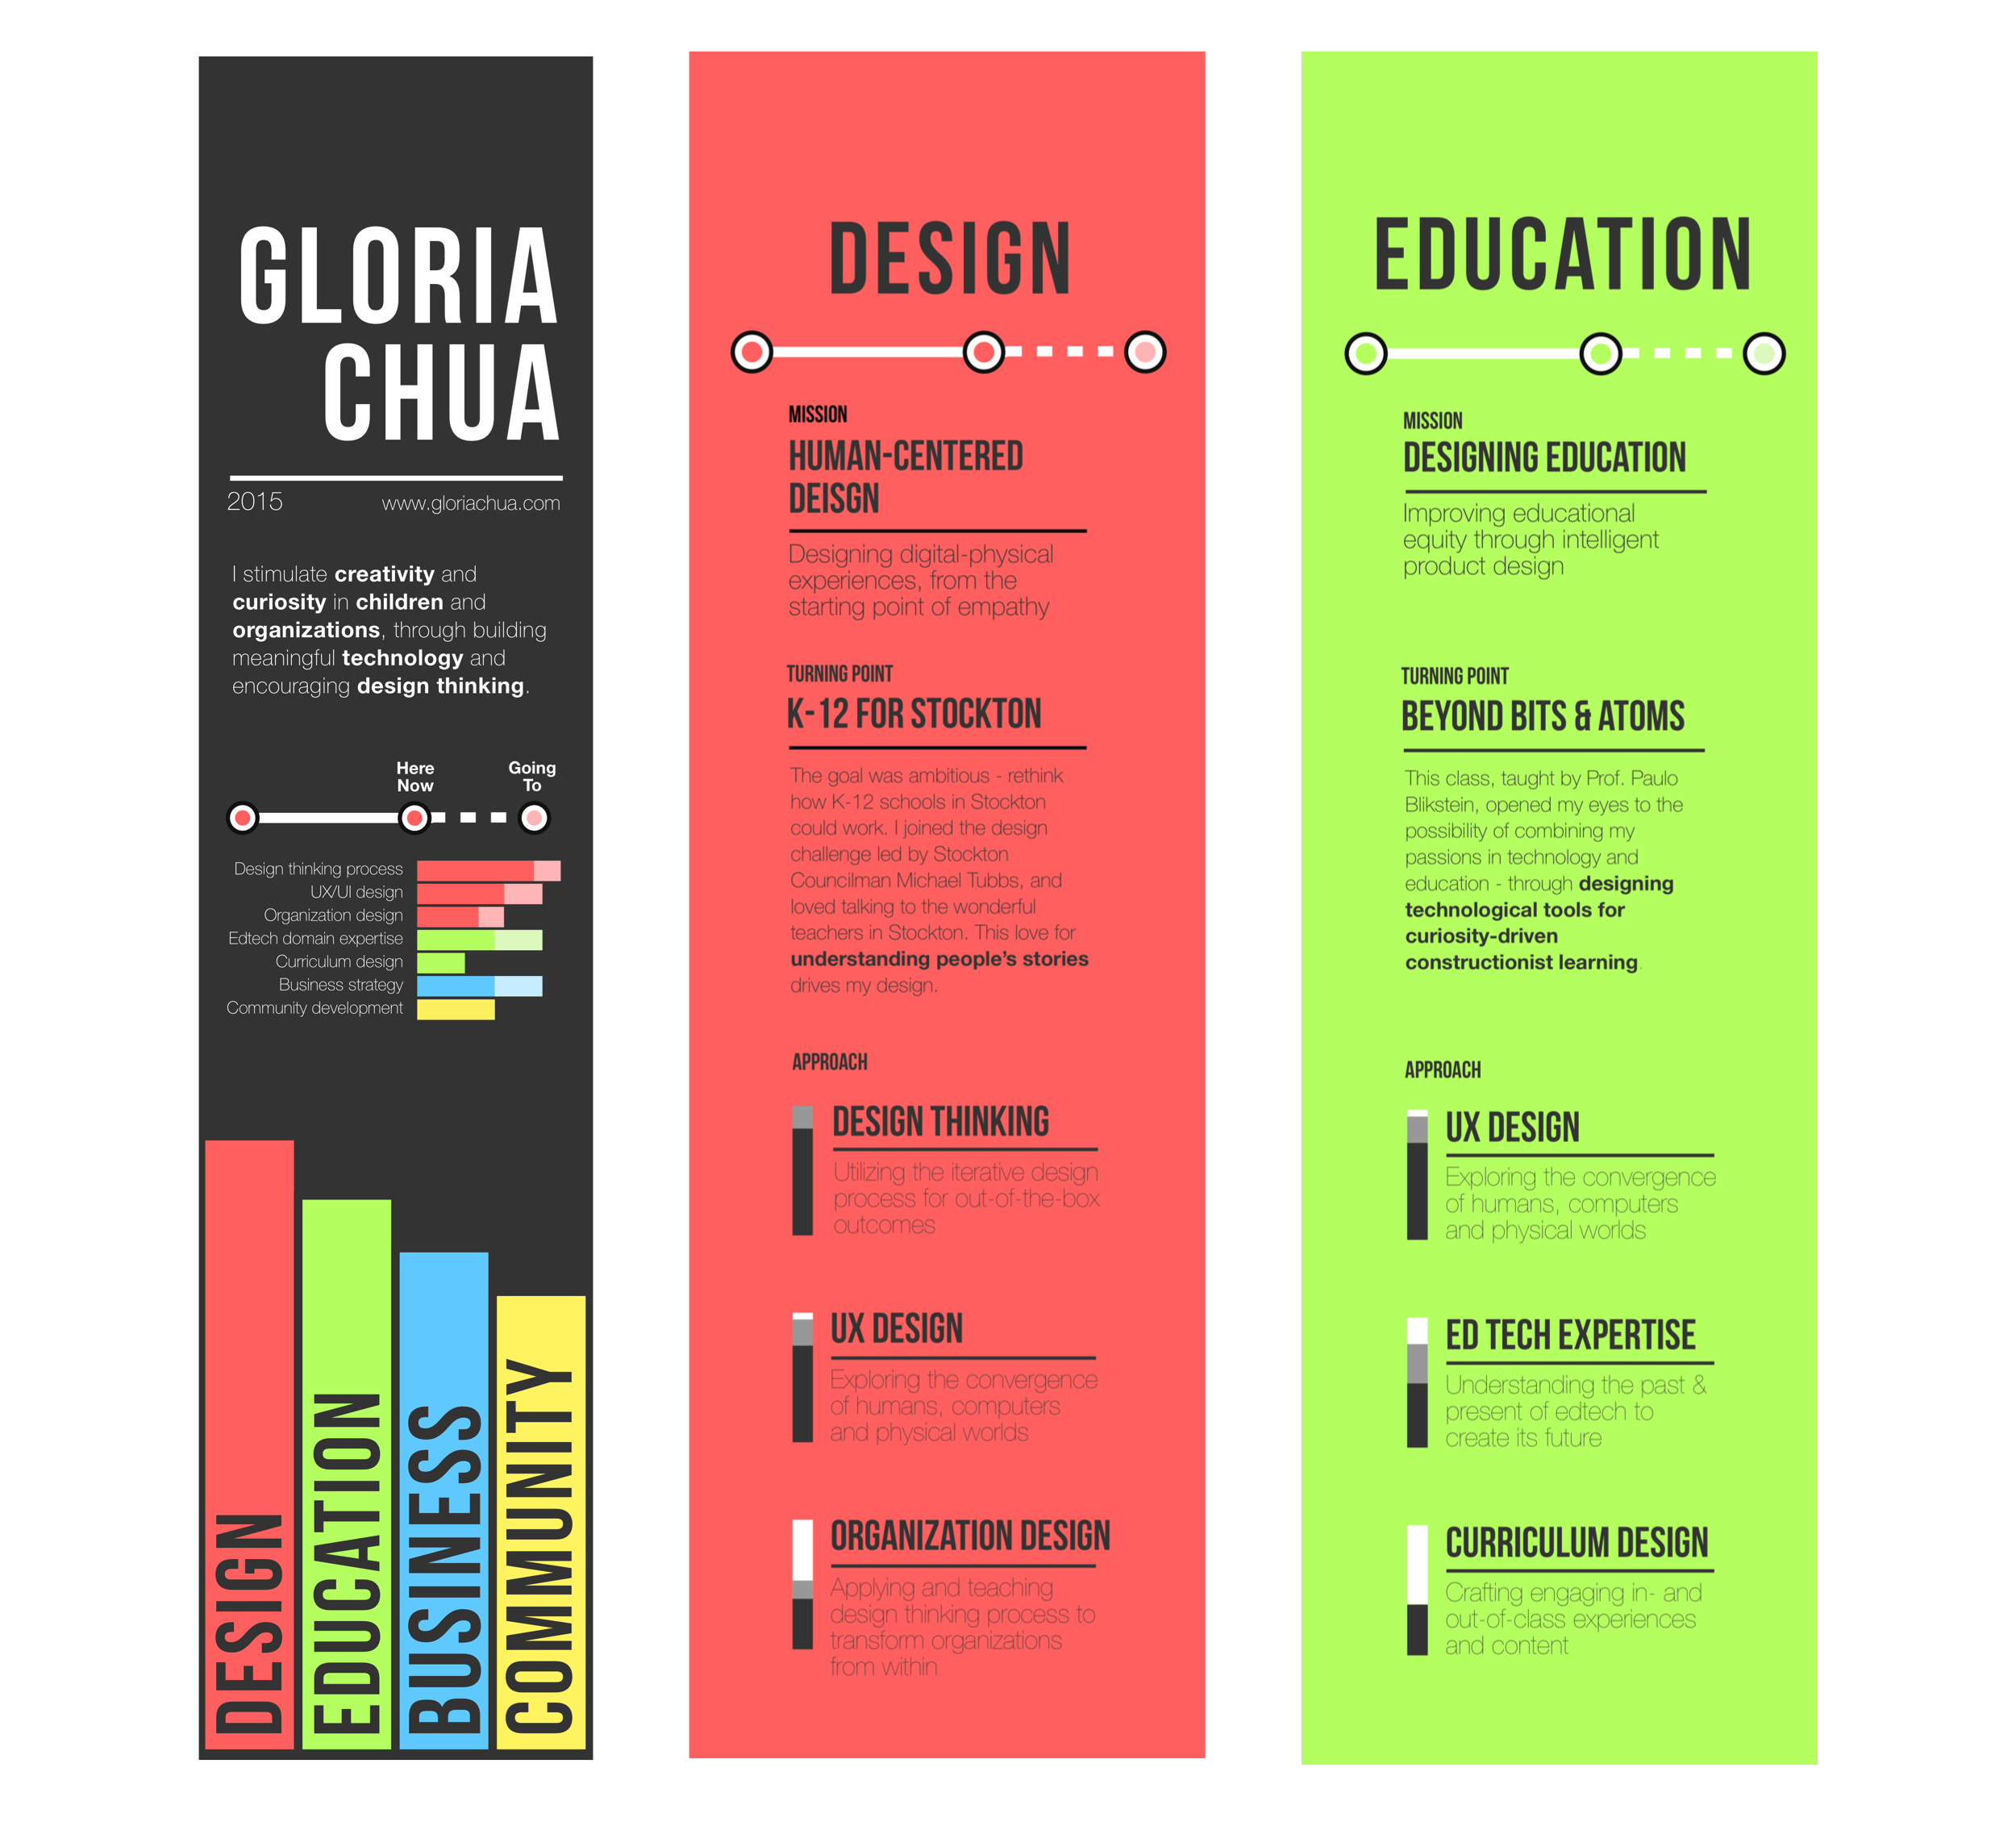 GLORIA
CHUA
2015 www.gloriachua.com
I stimulate creativity and
curiosity in children and
organizations, through building
meaningful technology and
encouraging design thinking.
Here
Now
Going
To
Design thinking process
UX/UI design
Organization design
Edtech domain expertise
Curriculum design
Business strategy
Community development
DESIGN
EDUCATION
BUSINESS
COMMUNITY
DESIGN
MISSION
HUMAN-CENTERED
DEISGN
Designing digital-physical
experiences, from the
starting point of empathy
TURNING POINT
K-12 FOR STOCKTON
The goal was ambitious - rethink
how K-12 schools in Stockton
could work. I joined the design
challenge led by Stockton
Councilman Michael Tubbs, and
loved talking to the wonderful
teachers in Stockton. This love for
understanding people's stories
drives my design.
APPROACH
DESIGN THINKING
Utilizing the iterative design
process for out-of-the-box
outcomes
UX DESIGN
Exploring the convergence
of humans, computers
and physical worlds
ORGANIZATION DESIGN
Applying and teaching
design thinking process to
transform organizations
from within
EDUCATION
MISSION
DESIGNING EDUCATION
Improving educational
equity through intelligent
product design
TURNING POINT
BEYOND BITS & ATOMS
This class, taught by Prof. Paulo
Blikstein, opened my eyes to the
possibility of combining my
passions in technology and
education - through designing
technological tools for
curiosity-driven
constructionist learning.
APPROACH
UX DESIGN
Exploring the convergence
of humans, computers
and physical worlds
ED TECH EXPERTISE
Understanding the past &
present of edtech to
create its future
CURRICULUM DESIGN
Crafting engaging in- and
out-of-class experiences
and content